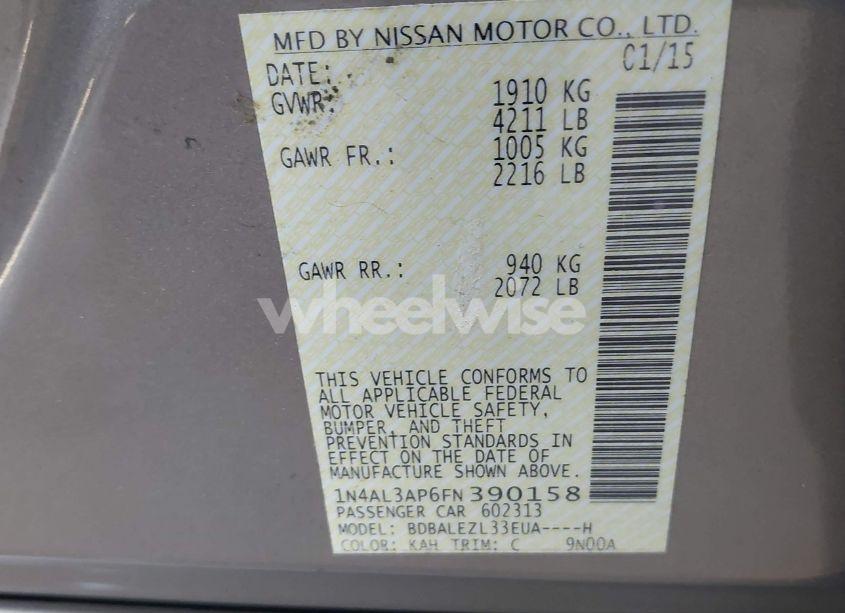 MFD BY NISSAN MOTOR CO., LTD.
DATE: 01/15
GVWR: 1910 KG
4211 LB
GAWR FR.: 1005 KG
2216 LB
GAWR RR.: 940 KG
2072 LB
wheelwise
THIS VEHICLE CONFORMS TO
ALL APPLICABLE FEDERAL
MOTOR VEHICLE SAFETY,
BUMPER, AND THEFT
PREVENTION STANDARDS IN
EFFECT ON THE DATE OF
MANUFACTURE SHOWN ABOVE.
1N4AL3AP6FN390158
PASSENGER CAR 602313
MODEL: BDBALEZL33EUA----H
COLOR: KAH TRIM: C 9N00A